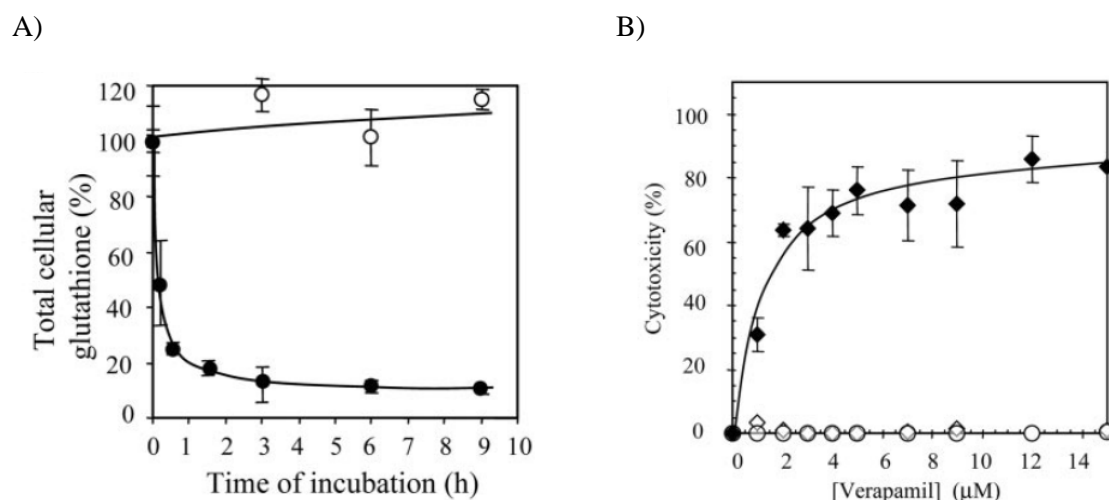 A)
B)
Total cellular
glutathione (%)
120
100
80
60
40
20
0
0 1 2 3 4 5 6 7 8 9 10
Time of incubation (h)
Cytotoxicity (%)
100
80
60
40
20
0
0 2 4 6 8 10 12 14
[Verapamil] (μM)